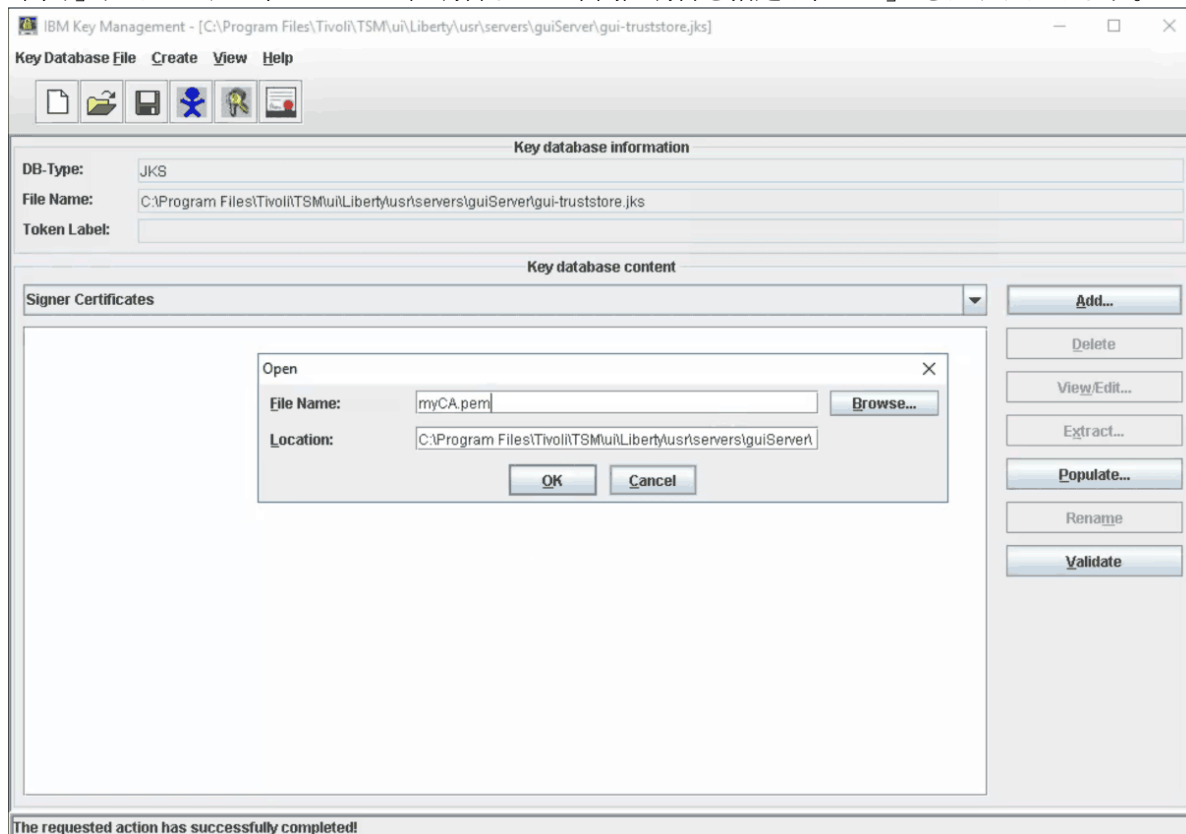 IBM Key Management - [C:\Program Files\Tivoli\TSM\ui\Liberty\usr\servers\guiServer\gui-truststore.jks]
Key Database File Create View Help
Key database information
DB-Type: JKS
File Name: C:\Program Files\Tivoli\TSM\ui\Liberty\usr\servers\guiServer\gui-truststore.jks
Token Label:
Key database content
Signer Certificates
Add...
Delete
Open
View/Edit...
File Name: myCA.pem Browse...
Extract...
Location: C:\Program Files\Tivoli\TSM\ui\Liberty\usr\servers\guiServer\
OK Cancel
Populate...
Rename
Validate
The requested action has successfully completed!